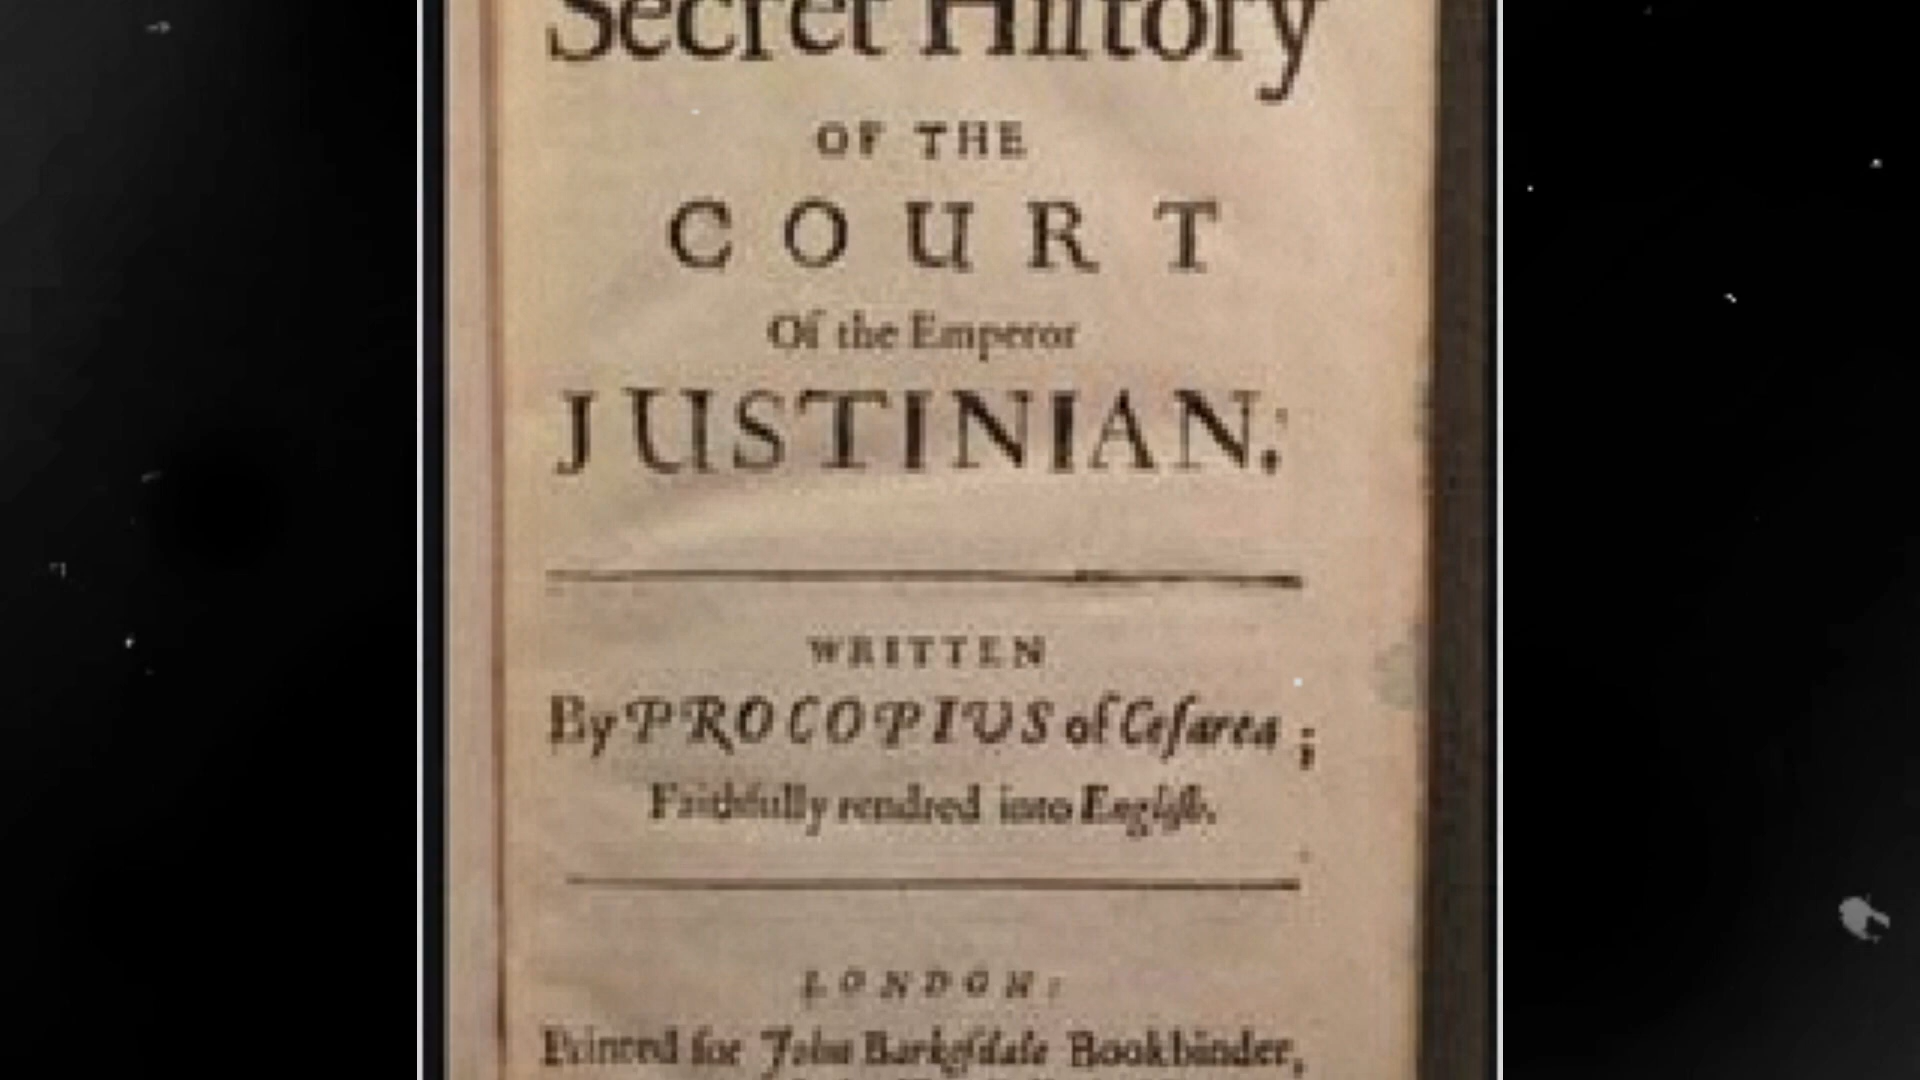 Secret Hiſtory
OF THE
COURT
Of the Emperor
JUSTINIAN:
WRITTEN
By PROCOPIUS of Ceſarea;
Faithfully rendred into Engliſh.
LONDON:
Printed for John Barkeſdale Bookbinder,